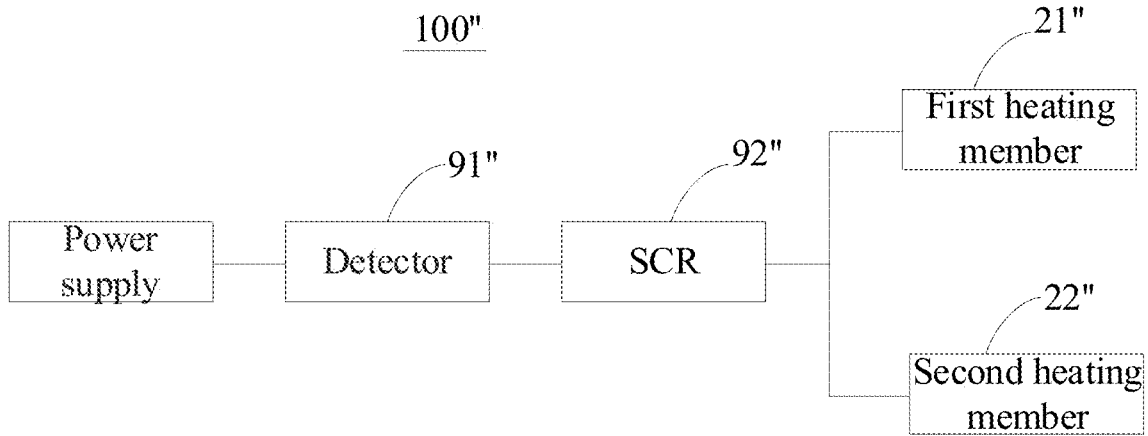 100"
21"
First heating
member
91"
92"
Power
supply
Detector
SCR
22"
Second heating
member